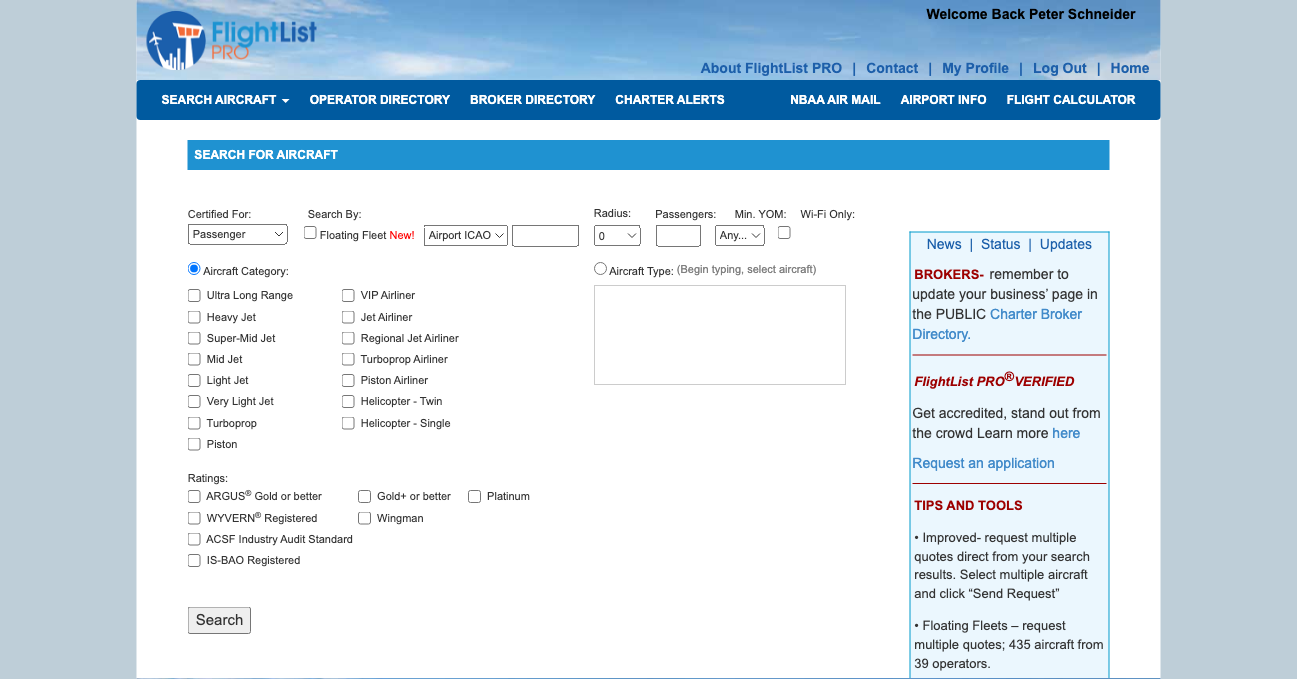 Welcome Back Peter Schneider
FlightList
PRO
About FlightList PRO | Contact | My Profile | Log Out | Home
SEARCH AIRCRAFT OPERATOR DIRECTORY BROKER DIRECTORY CHARTER ALERTS NBAA AIR MAIL AIRPORT INFO FLIGHT CALCULATOR
SEARCH FOR AIRCRAFT
Certified For: Search By: Radius: Passengers: Min. YOM: Wi-Fi Only:
Passenger Floating Fleet New! Airport ICAO 0 Any...
Aircraft Category: Aircraft Type: (Begin typing, select aircraft)
Ultra Long Range VIP Airliner
Heavy Jet Jet Airliner
Super-Mid Jet Regional Jet Airliner
Mid Jet Turboprop Airliner
Light Jet Piston Airliner
Very Light Jet Helicopter - Twin
Turboprop Helicopter - Single
Piston
Ratings:
ARGUS® Gold or better Gold+ or better Platinum
WYVERN® Registered Wingman
ACSF Industry Audit Standard
IS-BAO Registered
Search
News | Status | Updates
BROKERS- remember to
update your business’ page in
the PUBLIC Charter Broker
Directory.
FlightList PRO®VERIFIED
Get accredited, stand out from
the crowd Learn more here
Request an application
TIPS AND TOOLS
• Improved- request multiple
quotes direct from your search
results. Select multiple aircraft
and click “Send Request”
• Floating Fleets – request
multiple quotes; 435 aircraft from
39 operators.